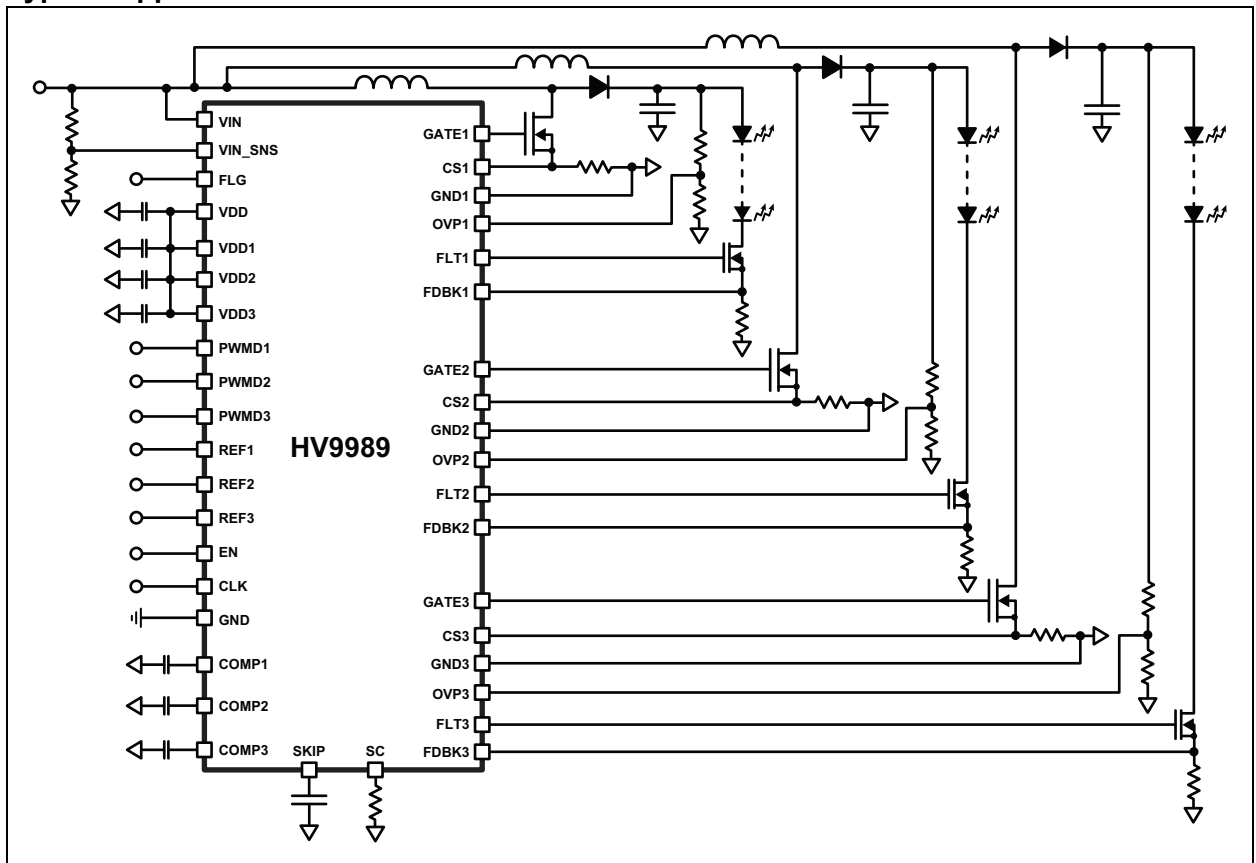 VIN
VIN_SNS
FLG
VDD
VDD1
VDD2
VDD3
PWMD1
PWMD2
PWMD3
REF1
REF2
REF3
EN
CLK
GND
COMP1
COMP2
COMP3
HV9989
SKIP
SC
GATE1
CS1
GND1
OVP1
FLT1
FDBK1
GATE2
CS2
GND2
OVP2
FLT2
FDBK2
GATE3
CS3
GND3
OVP3
FLT3
FDBK3